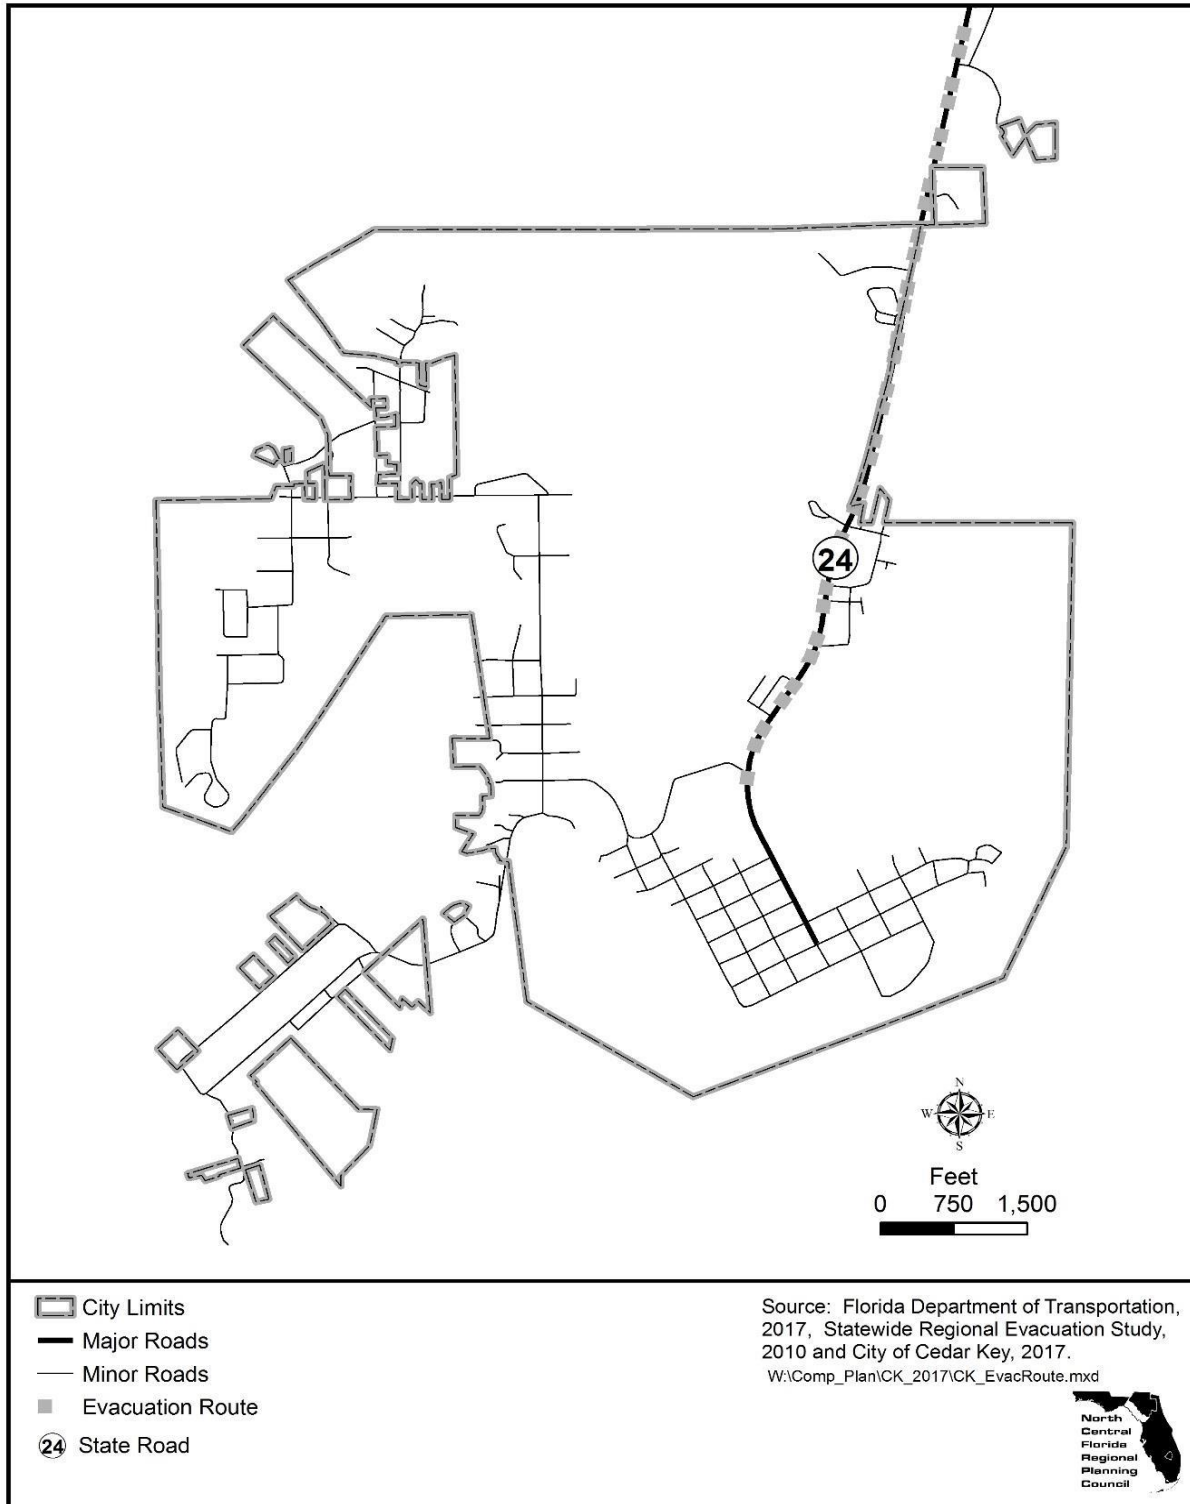 24
N
W E
S
Feet
0 750 1,500
City Limits
Major Roads
Minor Roads
Evacuation Route
24 State Road
Source: Florida Department of Transportation,
2017, Statewide Regional Evacuation Study,
2010 and City of Cedar Key, 2017.
W:\Comp_Plan\CK_2017\CK_EvacRoute.mxd
North
Central
Florida
Regional
Planning
Council